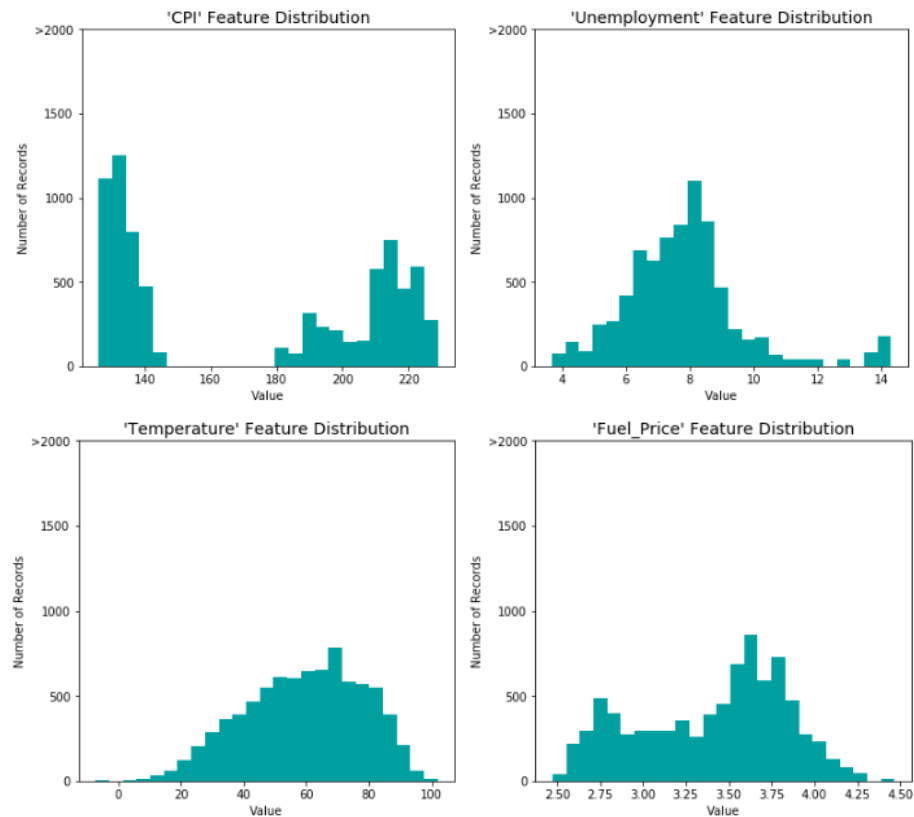 'CPI' Feature Distribution
>2000
1500
1000
500
0
Number of Records
140 160 180 200 220
Value
'Unemployment' Feature Distribution
>2000
1500
1000
500
0
Number of Records
4 6 8 10 12 14
Value
'Temperature' Feature Distribution
>2000
1500
1000
500
0
Number of Records
0 20 40 60 80 100
Value
'Fuel_Price' Feature Distribution
>2000
1500
1000
500
0
Number of Records
2.50 2.75 3.00 3.25 3.50 3.75 4.00 4.25 4.50
Value